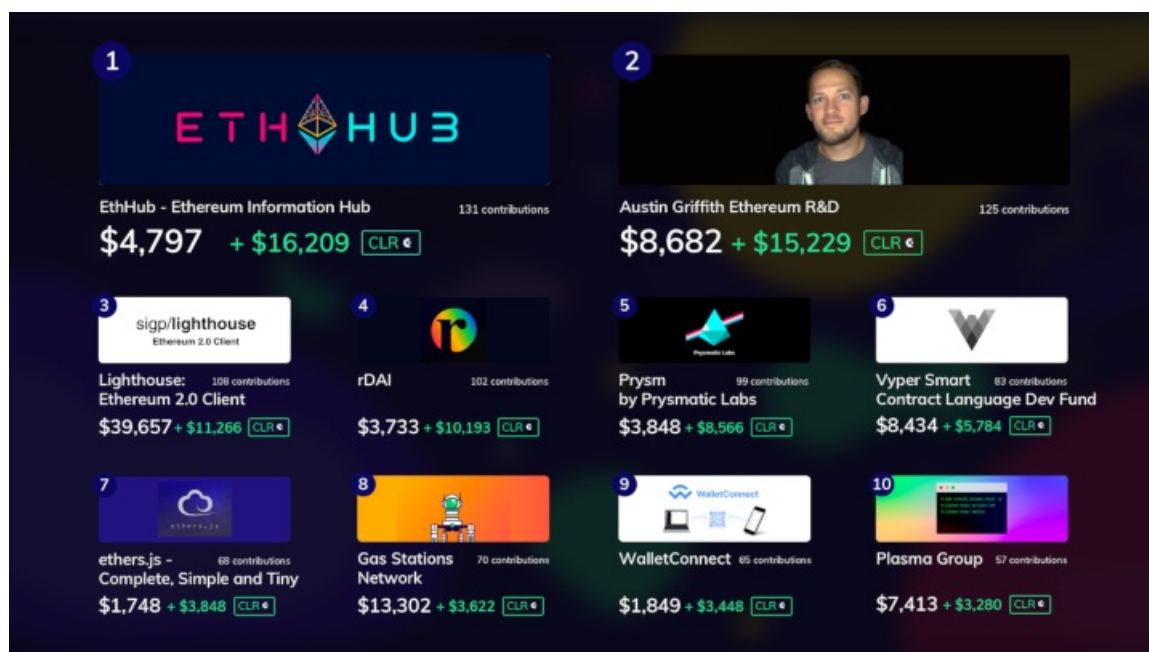 1
ETH HUB
EthHub - Ethereum Information Hub
131 contributions
$4,797 + $16,209 CLR
2
Austin Griffith Ethereum R&D
125 contributions
$8,682 + $15,229 CLR
3
sigp/lighthouse
Ethereum 2.0 Client
Lighthouse: 108 contributions
Ethereum 2.0 Client
$39,657 + $11,266 CLR
4
r
rDAI 102 contributions
$3,733 + $10,193 CLR
5
Prysmatic Labs
Prysm 99 contributions
by Prysmatic Labs
$3,848 + $8,566 CLR
6
Vyper Smart 83 contributions
Contract Language Dev Fund
$8,434 + $5,784 CLR
7
ethers.js
ethers.js - 68 contributions
Complete, Simple and Tiny
$1,748 + $3,848 CLR
8
Gas Stations 70 contributions
Network
$13,302 + $3,622 CLR
9
WalletConnect
WalletConnect 65 contributions
$1,849 + $3,448 CLR
10
Plasma Group 57 contributions
$7,413 + $3,280 CLR